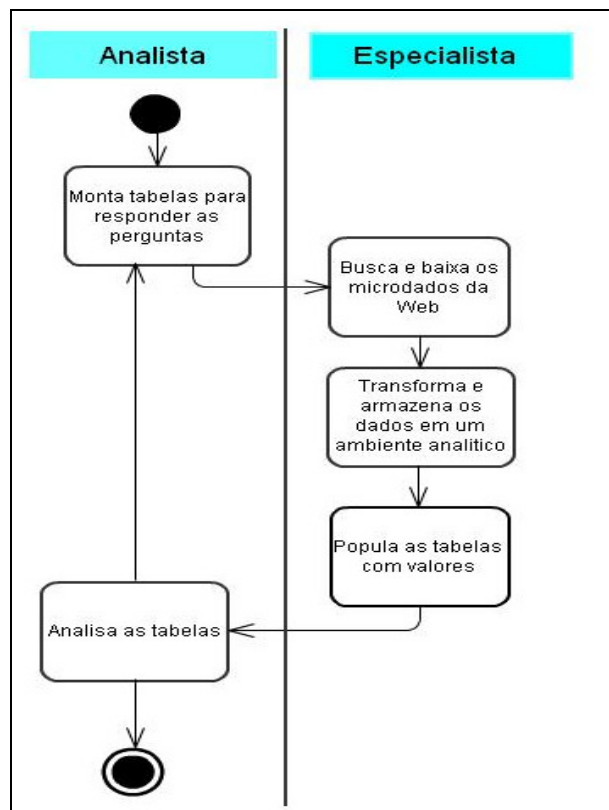 Analista
Especialista
Monta tabelas para
responder as
perguntas
Busca e baixa os
microdados da
Web
Transforma e
armazena os
dados em um
ambiente analitico
Popula as tabelas
com valores
Analisa as tabelas